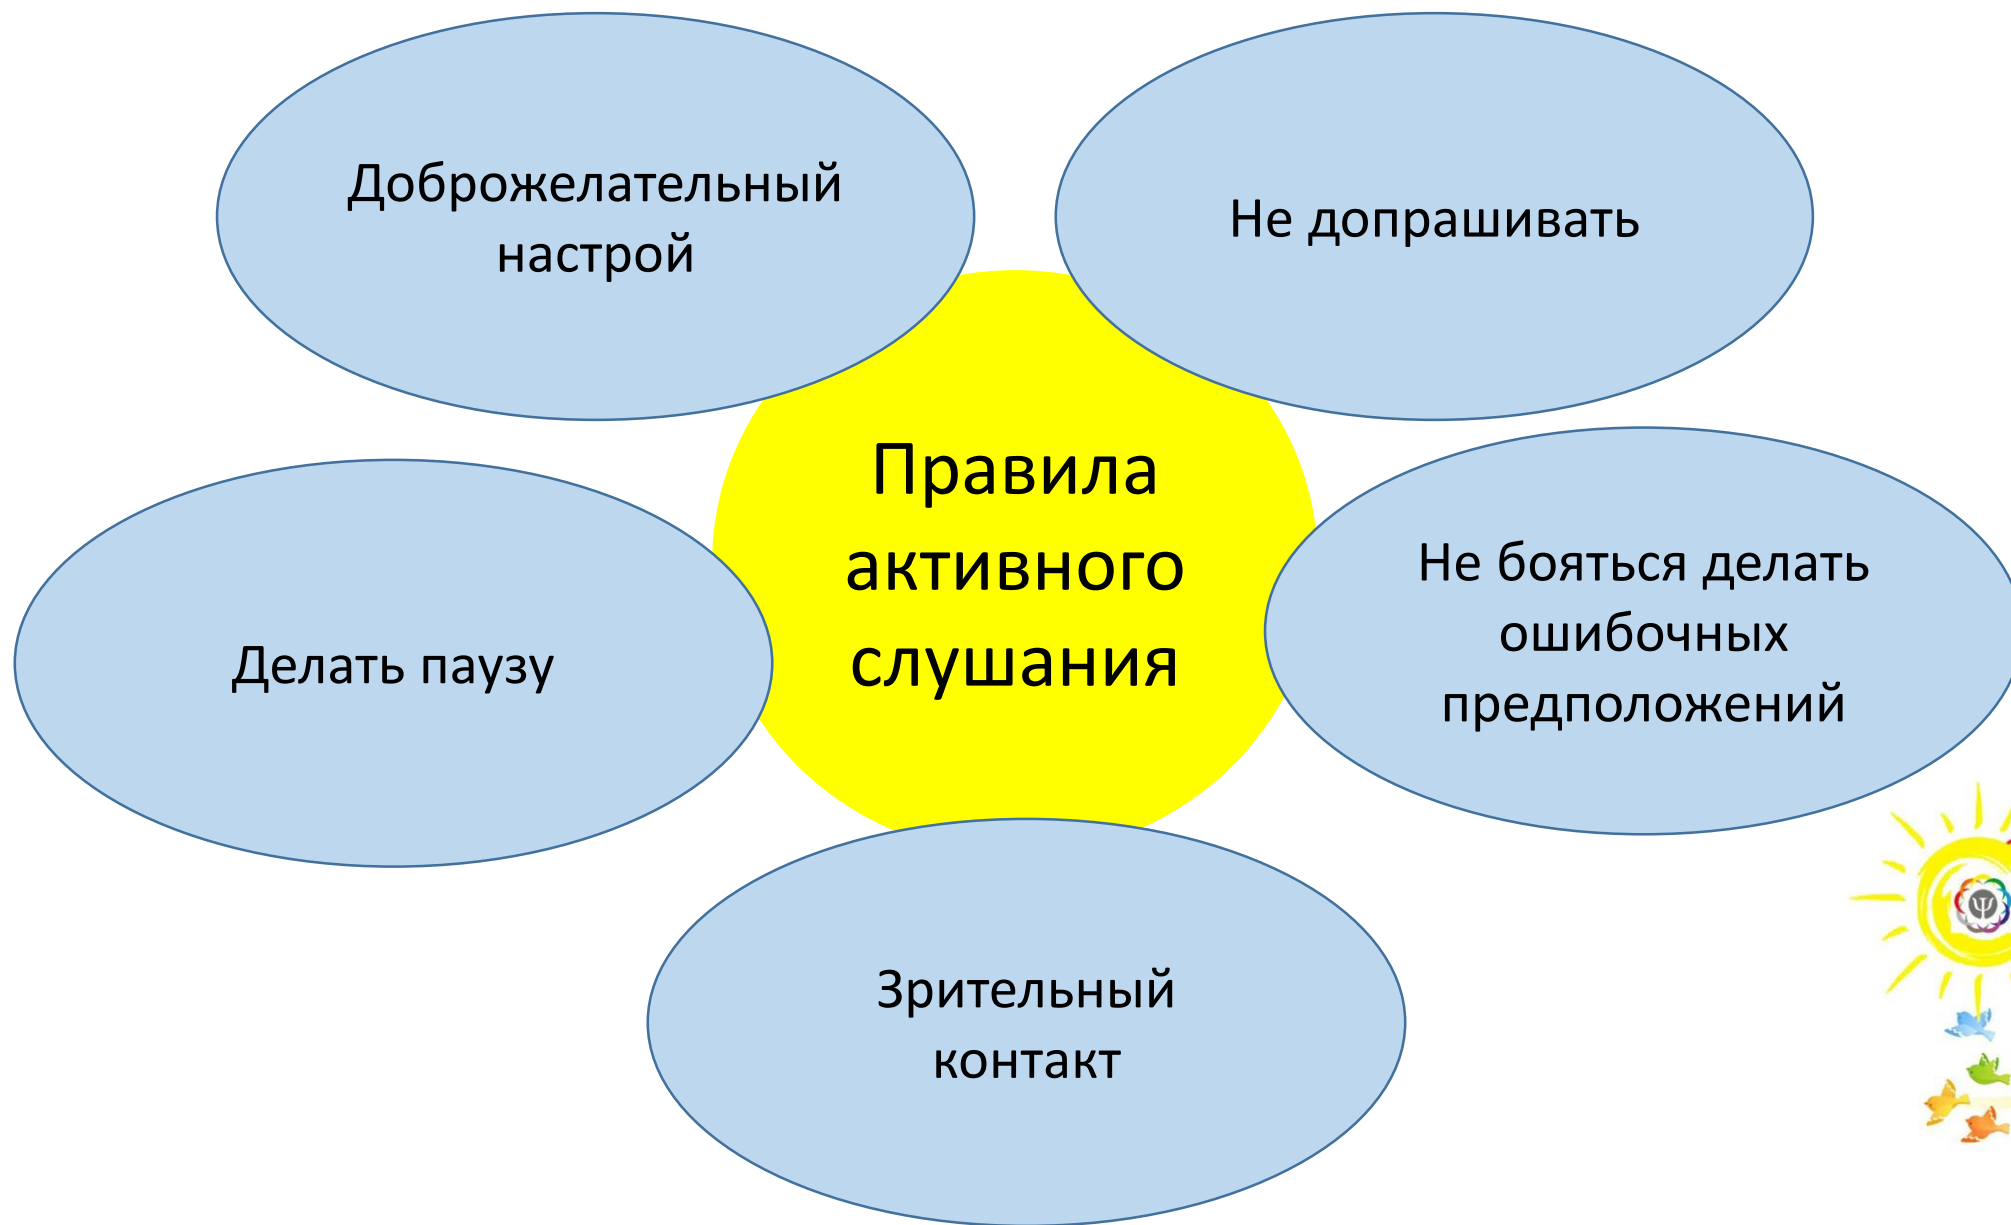 Доброжелательный
настрой
Не допрашивать
Правила
активного
слушания
Не бояться делать
ошибочных
предположений
Делать паузу
Зрительный
контакт
Ψ